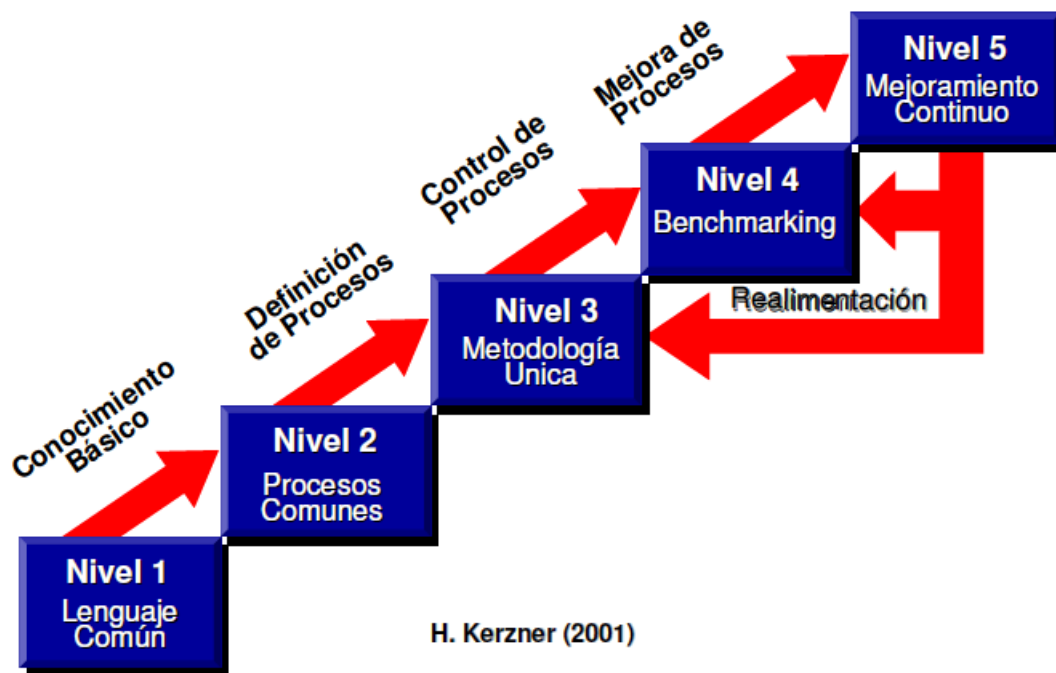 Nivel 5
Mejoramiento
Continuo
Mejora de
Procesos
Nivel 4
Benchmarking
Control de
Procesos
Realimentación
Nivel 3
Metodología
Unica
Definición
de Procesos
Nivel 2
Procesos
Comunes
Conocimiento
Básico
Nivel 1
Lenguaje
Común
H. Kerzner (2001)